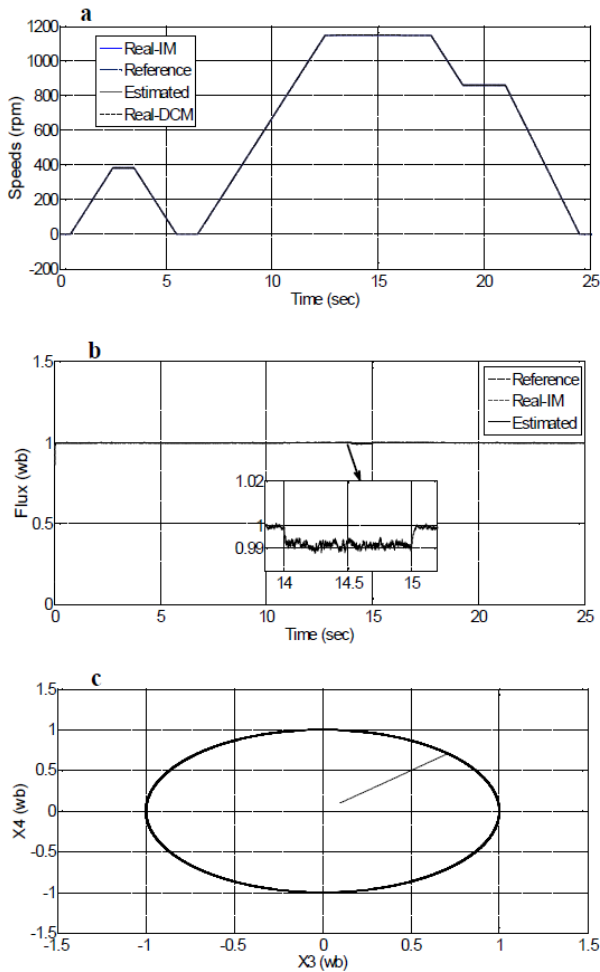 a
1200
1000
800
600
400
200
0
-200
Speeds (rpm)
Real-IM
Reference
Estimated
Real-DCM
0 5 10 15 20 25
Time (sec)
b
1.5
1
0.5
0
Flux (wb)
Reference
Real-IM
Estimated
1.02
1
0.99
14 14.5 15
0 5 10 15 20 25
Time (sec)
c
1.5
1
0.5
0
-0.5
-1
-1.5
X4 (wb)
-1.5 -1 -0.5 0 0.5 1 1.5
X3 (wb)